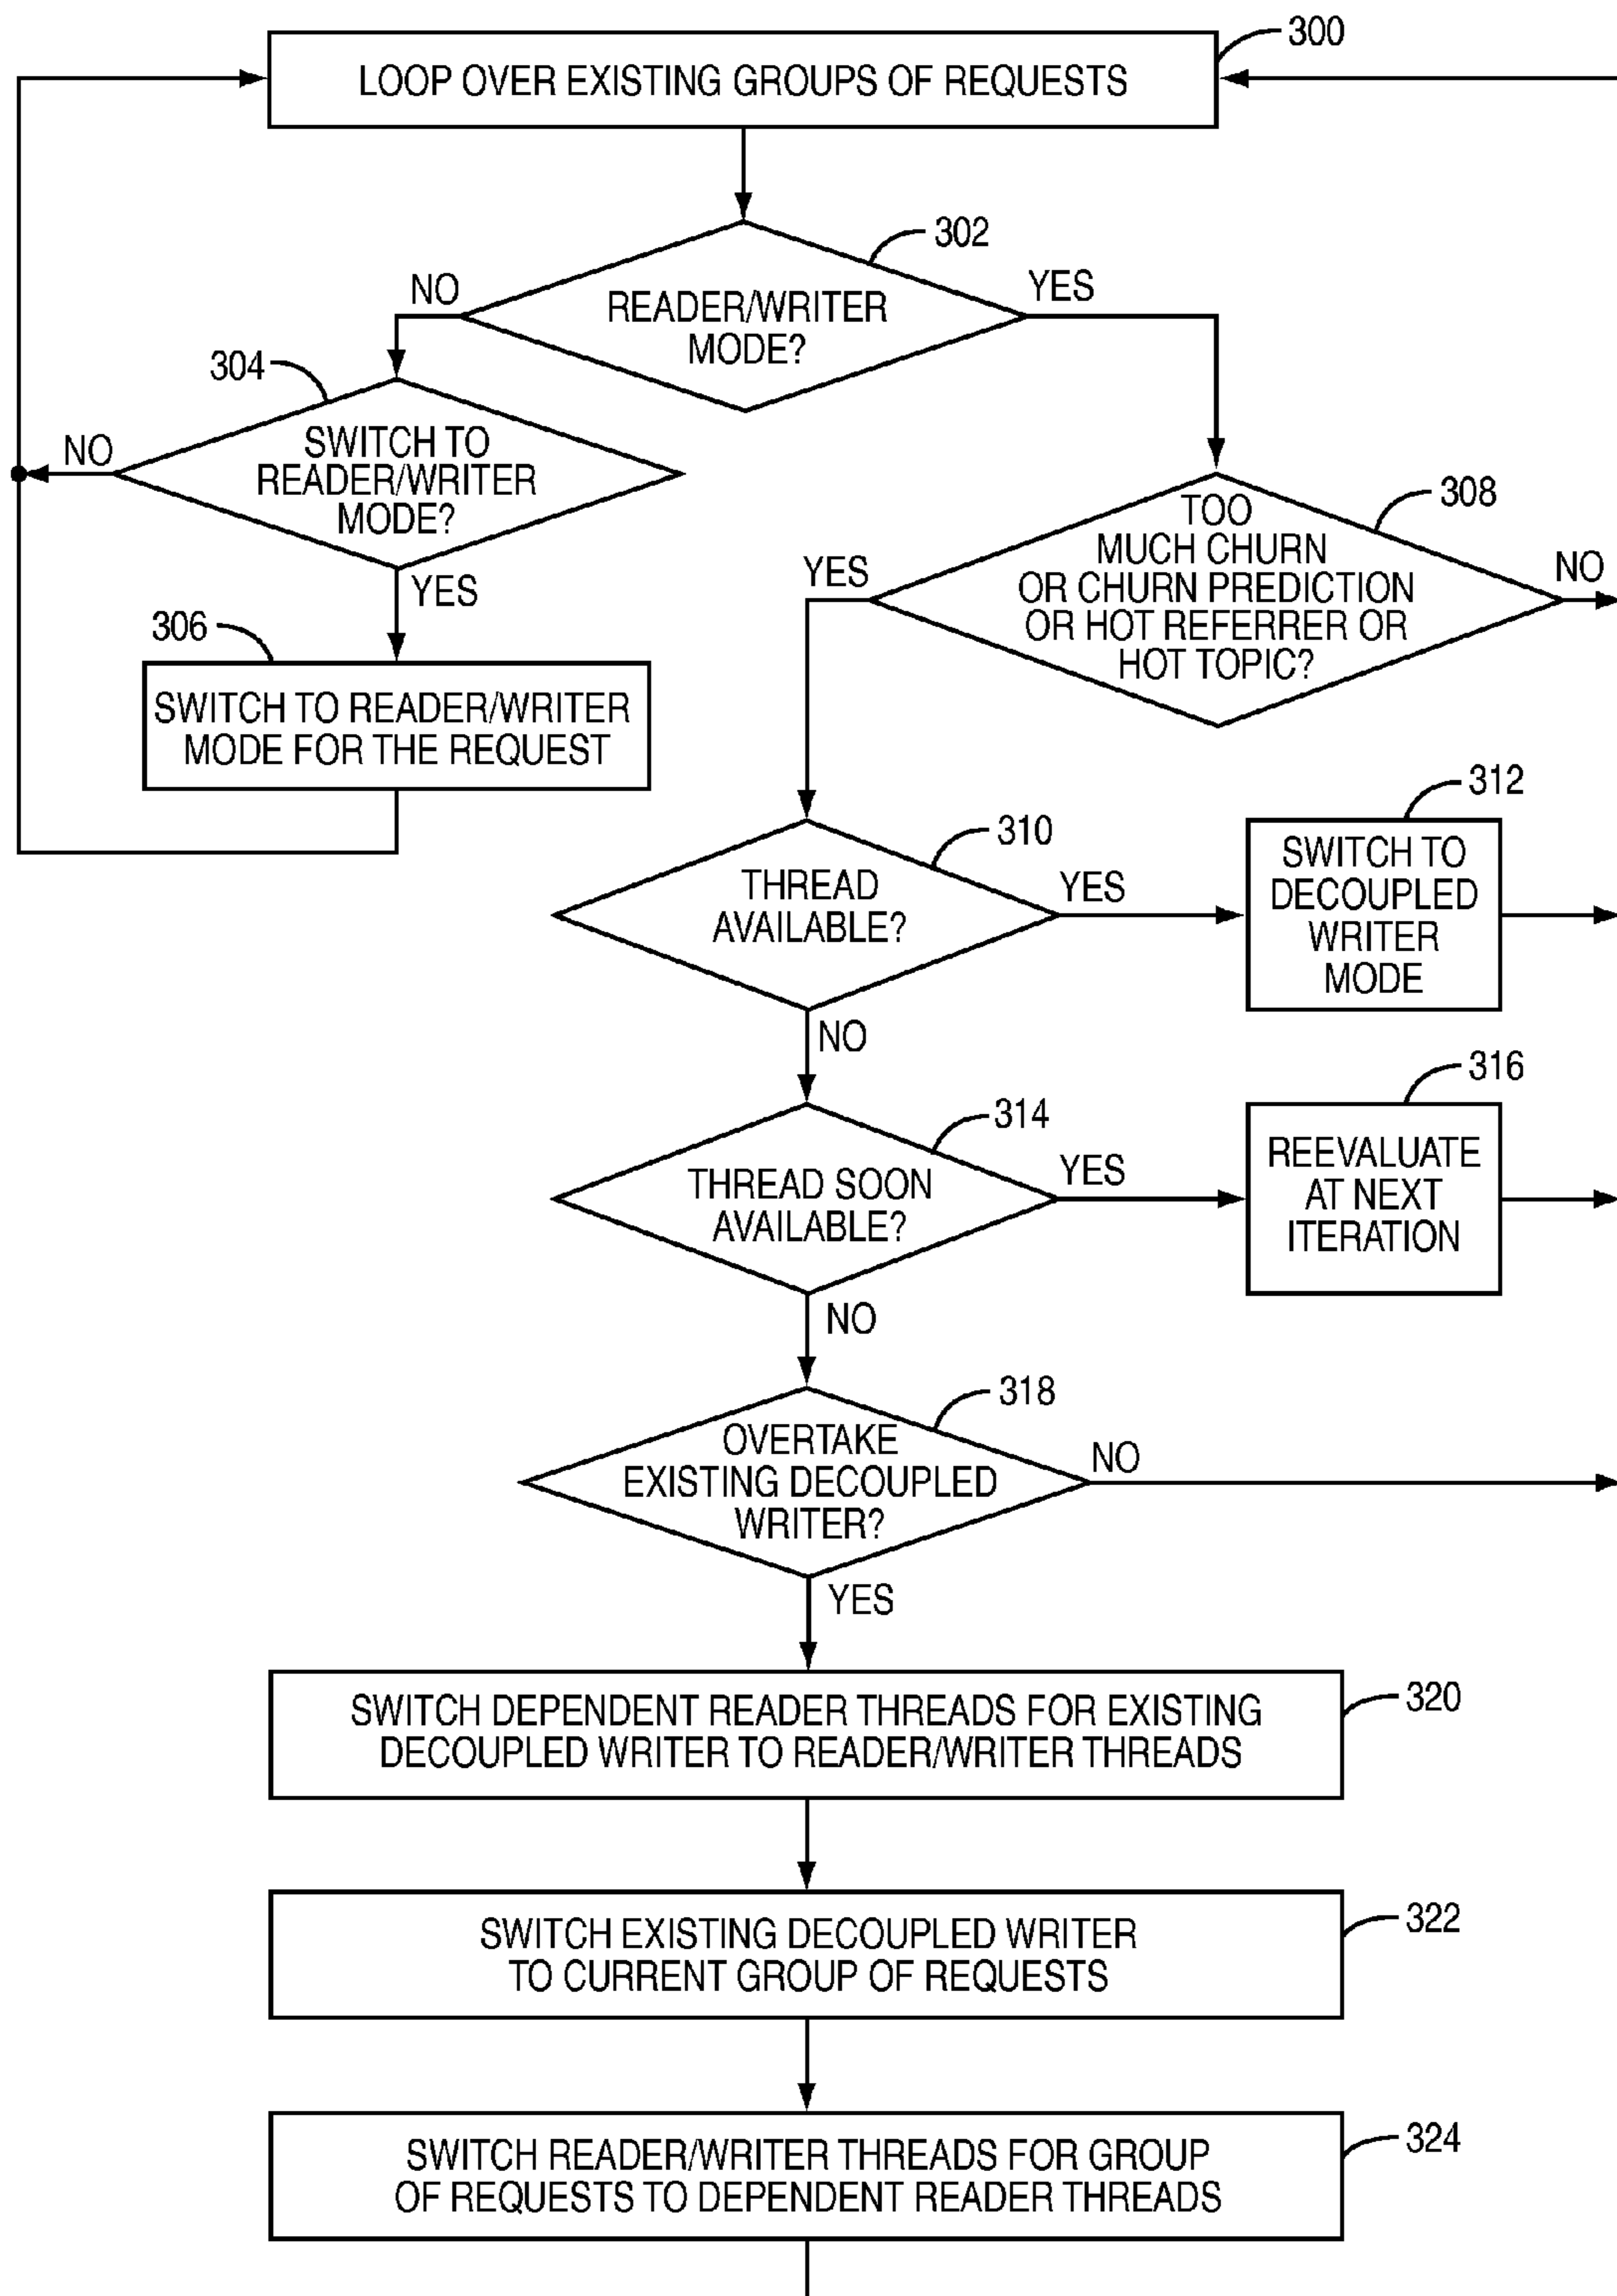 300
LOOP OVER EXISTING GROUPS OF REQUESTS
302
NO
YES
READER/WRITER
MODE?
304
NO
SWITCH TO
READER/WRITER
MODE?
YES
308
TOO
MUCH CHURN
OR CHURN PREDICTION
OR HOT REFERRER OR
HOT TOPIC?
YES
NO
306
SWITCH TO READER/WRITER
MODE FOR THE REQUEST
310
THREAD
AVAILABLE?
YES
NO
312
SWITCH TO
DECOUPLED
WRITER
MODE
314
THREAD SOON
AVAILABLE?
YES
NO
316
REEVALUATE
AT NEXT
ITERATION
318
OVERTAKE
EXISTING DECOUPLED
WRITER?
NO
YES
320
SWITCH DEPENDENT READER THREADS FOR EXISTING
DECOUPLED WRITER TO READER/WRITER THREADS
322
SWITCH EXISTING DECOUPLED WRITER
TO CURRENT GROUP OF REQUESTS
324
SWITCH READER/WRITER THREADS FOR GROUP
OF REQUESTS TO DEPENDENT READER THREADS